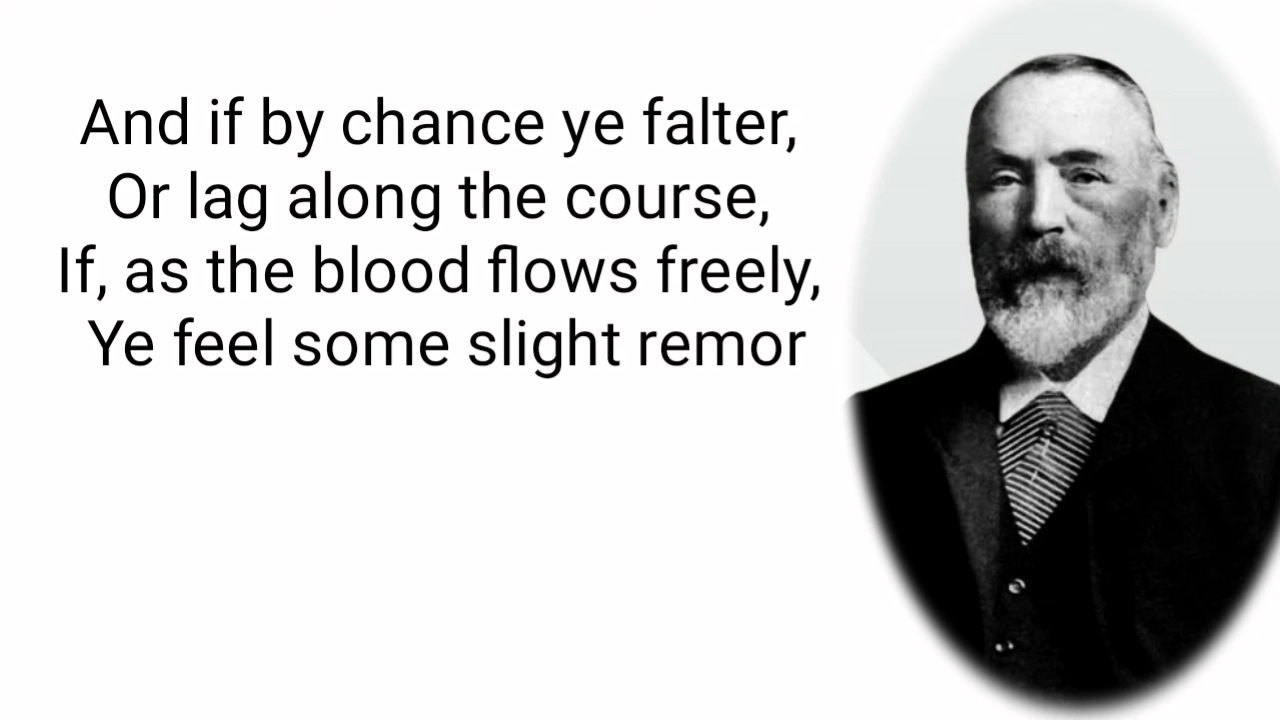 And if by chance ye falter,
Or lag along the course,
If, as the blood flows freely,
Ye feel some slight remor